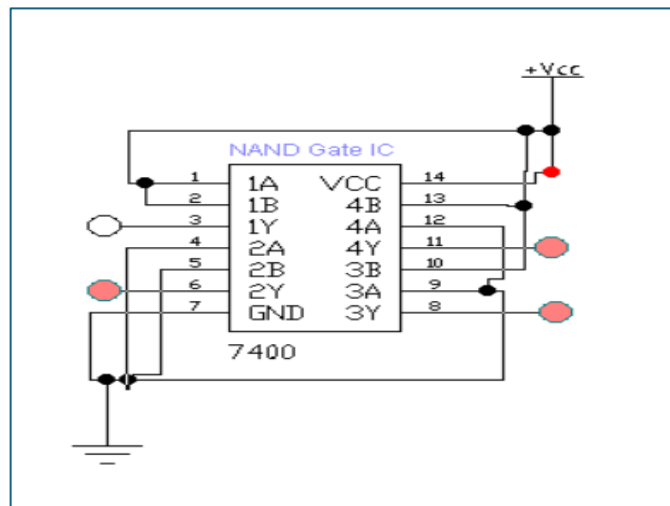 +Vcc
NAND Gate IC
1 1A VCC 14
2 1B 4B 13
3 1Y 4A 12
4 2A 4Y 11
5 2B 3B 10
6 2Y 3A 9
7 GND 3Y 8
7400